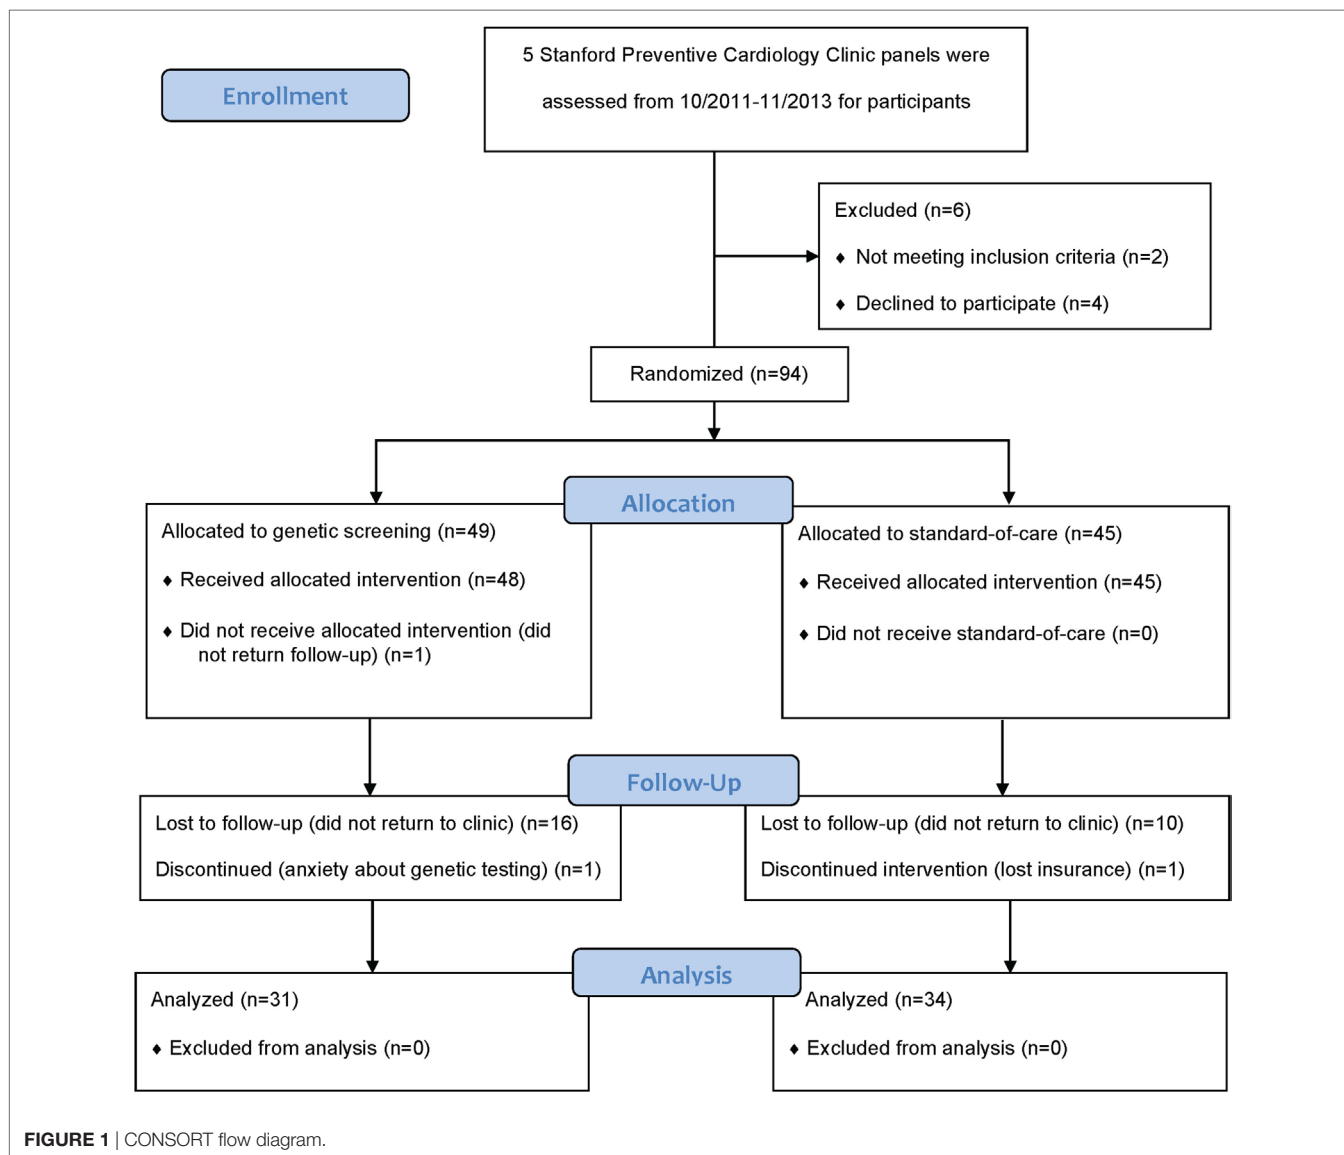 Enrollment
5 Stanford Preventive Cardiology Clinic panels were
assessed from 10/2011-11/2013 for participants
Excluded (n=6)
♦ Not meeting inclusion criteria (n=2)
♦ Declined to participate (n=4)
Randomized (n=94)
Allocation
Allocated to genetic screening (n=49)
♦ Received allocated intervention (n=48)
♦ Did not receive allocated intervention (did
not return follow-up) (n=1)
Allocated to standard-of-care (n=45)
♦ Received allocated intervention (n=45)
♦ Did not receive standard-of-care (n=0)
Follow-Up
Lost to follow-up (did not return to clinic) (n=16)
Discontinued (anxiety about genetic testing) (n=1)
Lost to follow-up (did not return to clinic) (n=10)
Discontinued intervention (lost insurance) (n=1)
Analysis
Analyzed (n=31)
♦ Excluded from analysis (n=0)
Analyzed (n=34)
♦ Excluded from analysis (n=0)
FIGURE 1 | CONSORT flow diagram.